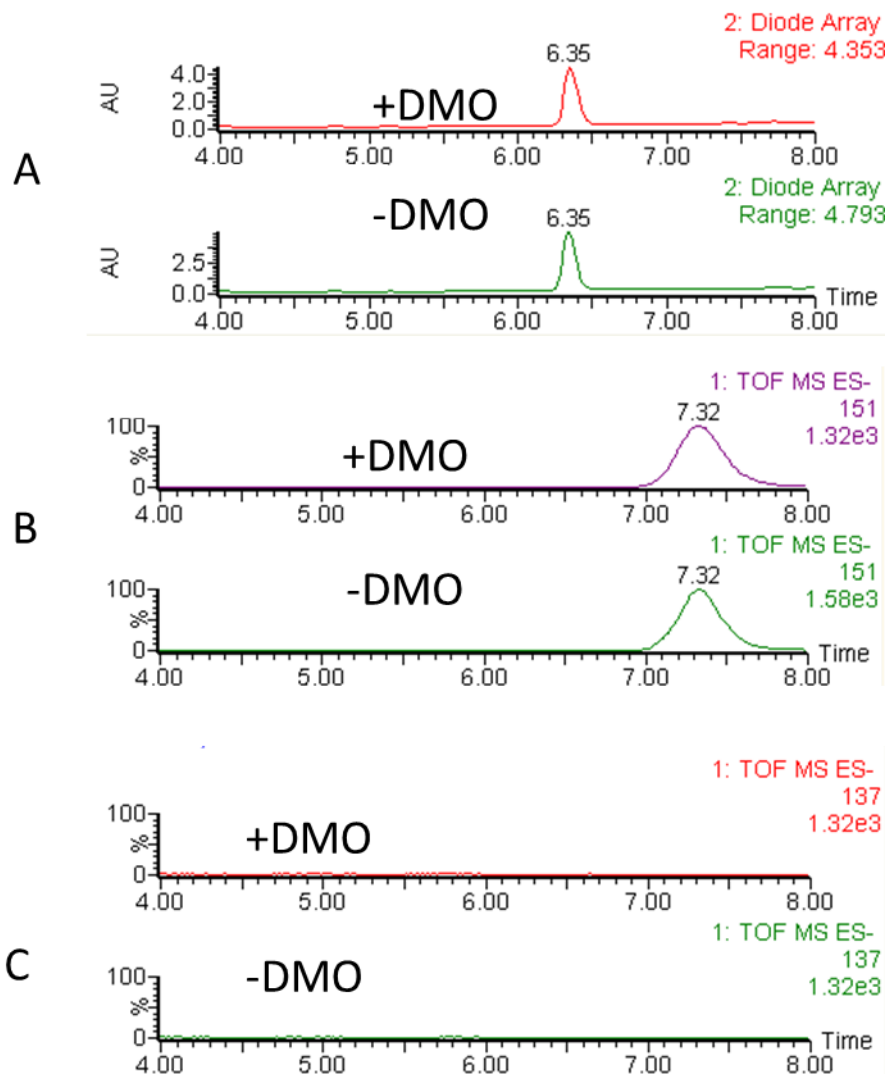 A
2: Diode Array
Range: 4.353
6.35
+DMO
AU
4.0
2.0
0.0
4.00 5.00 6.00 7.00 8.00
2: Diode Array
Range: 4.793
6.35
-DMO
AU
2.5
0.0
Time
4.00 5.00 6.00 7.00 8.00
B
1: TOF MS ES-
151
1.32e3
7.32
+DMO
100
%
0
4.00 5.00 6.00 7.00 8.00
1: TOF MS ES-
151
1.58e3
7.32
-DMO
100
%
0
Time
4.00 5.00 6.00 7.00 8.00
C
1: TOF MS ES-
137
1.32e3
+DMO
100
%
0
4.00 5.00 6.00 7.00 8.00
1: TOF MS ES-
137
1.32e3
-DMO
100
%
0
Time
4.00 5.00 6.00 7.00 8.00